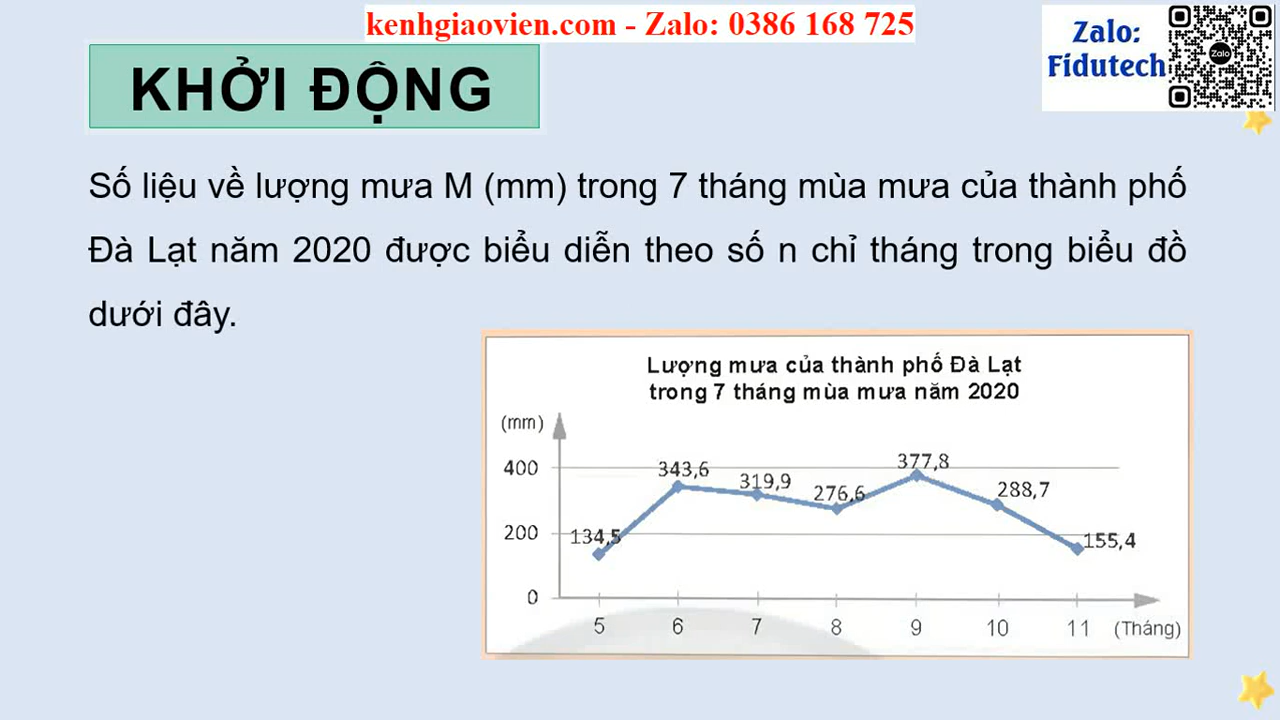 kenhgiaovien.com - Zalo: 0386 168 725
Zalo:
Fidutech
Zalo
KHỞI ĐỘNG
Số liệu về lượng mưa M (mm) trong 7 tháng mùa mưa của thành phố
Đà Lạt năm 2020 được biểu diễn theo số n chỉ tháng trong biểu đồ
dưới đây.
Lượng mưa của thành phố Đà Lạt
trong 7 tháng mùa mưa năm 2020
(mm)
400
200
0
134,5
343,6
319,9
276,6
377,8
288,7
155,4
5 6 7 8 9 10 11 (Tháng)